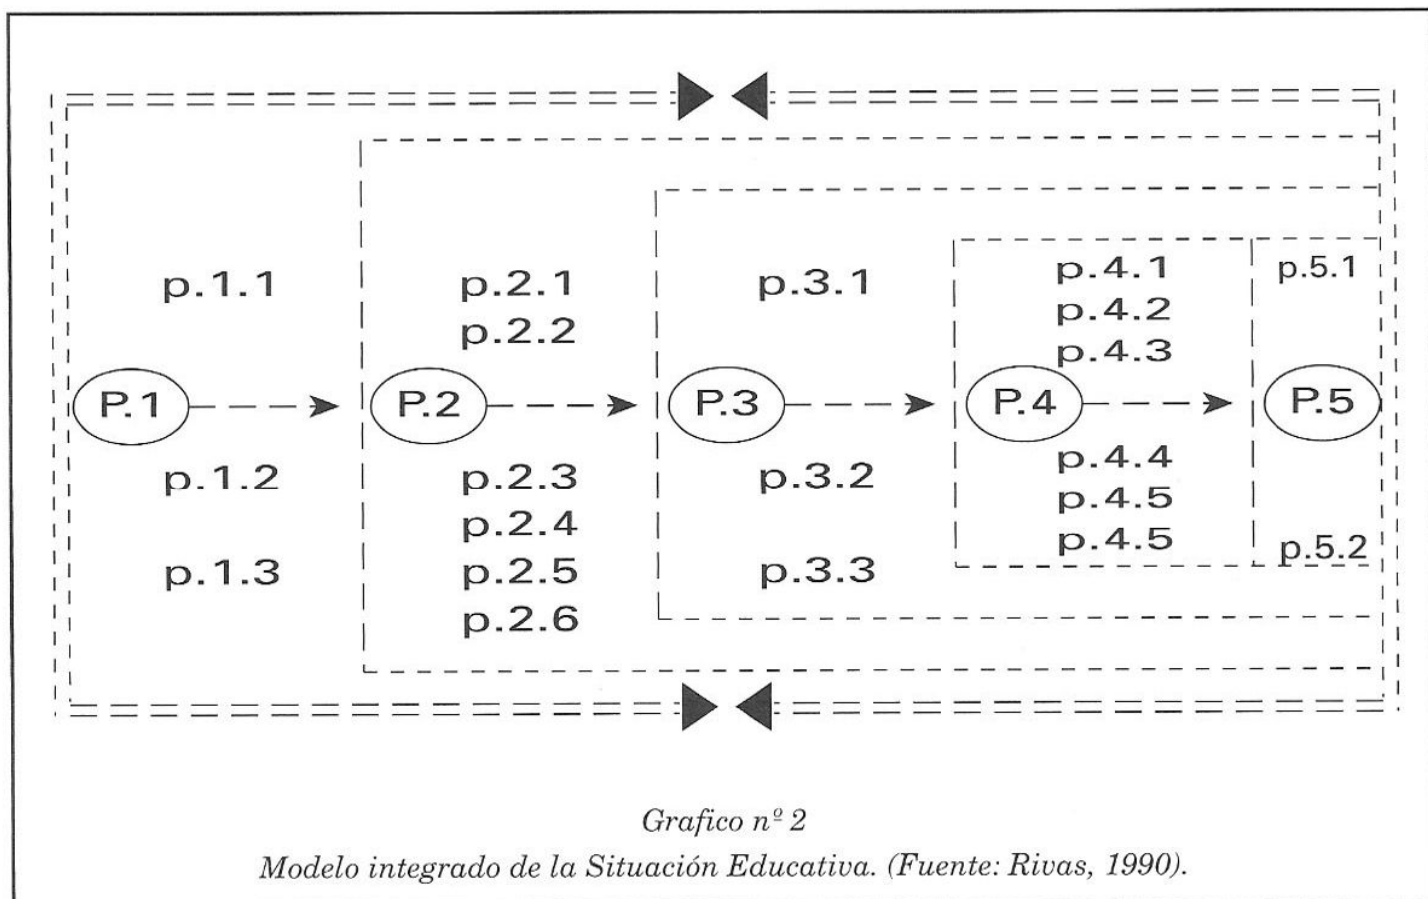 p.1.1
p.2.1
p.2.2
p.3.1
p.4.1
p.4.2
p.4.3
p.5.1
P.1
P.2
P.3
P.4
P.5
p.1.2
p.1.3
p.2.3
p.2.4
p.2.5
p.2.6
p.3.2
p.3.3
p.4.4
p.4.5
p.4.5
p.5.2
Grafico nº 2
Modelo integrado de la Situación Educativa. (Fuente: Rivas, 1990).